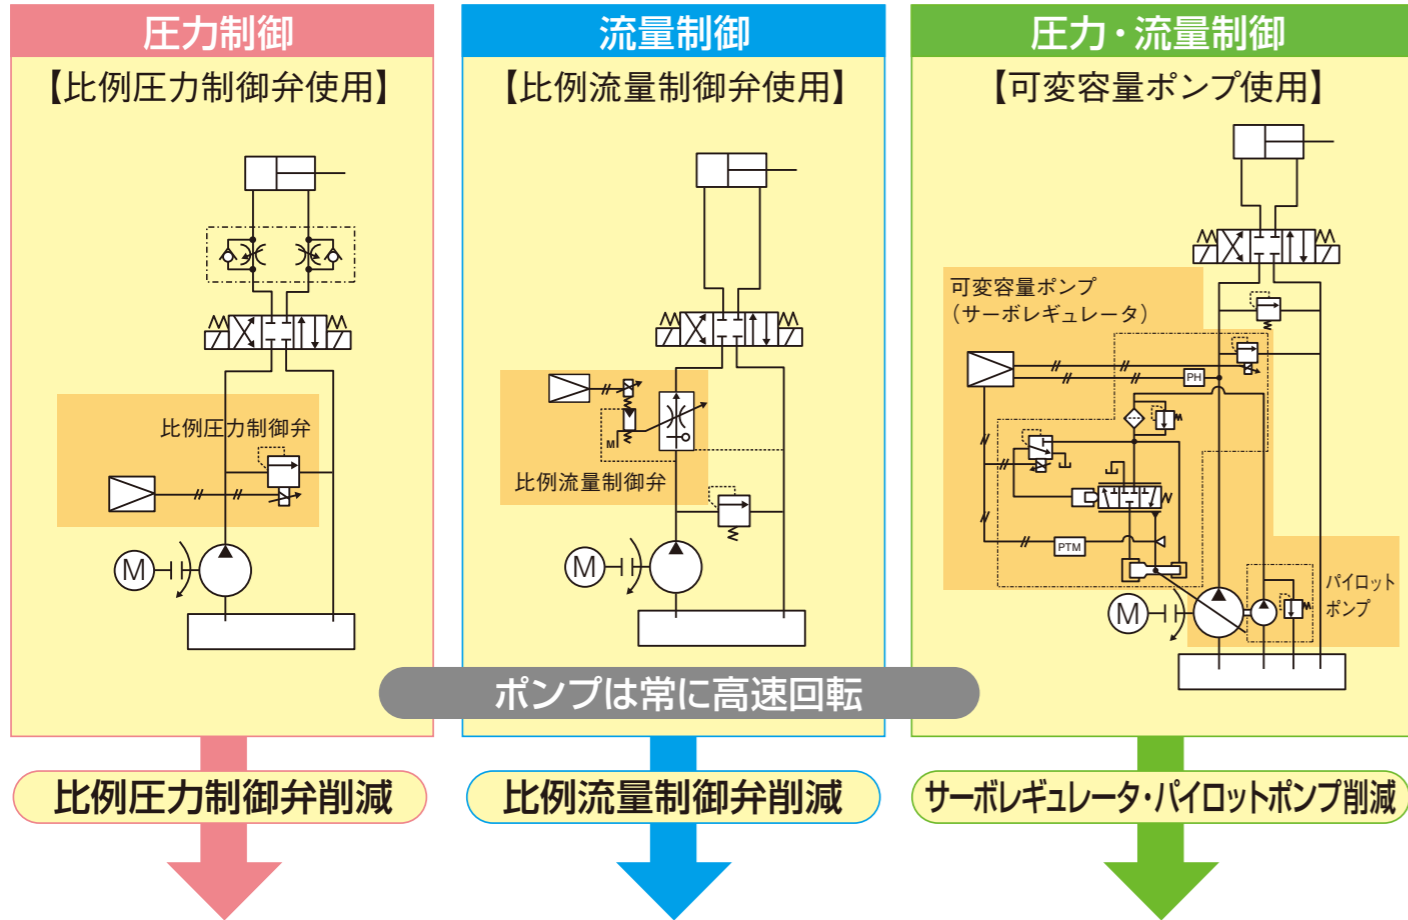 圧力制御
【比例圧力制御弁使用】
比例圧力制御弁
M
流量制御
【比例流量制御弁使用】
M
比例流量制御弁
M
圧力・流量制御
【可変容量ポンプ使用】
可変容量ポンプ
（サーボレギュレータ）
PH
PTM
パイロット
ポンプ
M
ポンプは常に高速回転
比例圧力制御弁削減
比例流量制御弁削減
サーボレギュレータ・パイロットポンプ削減